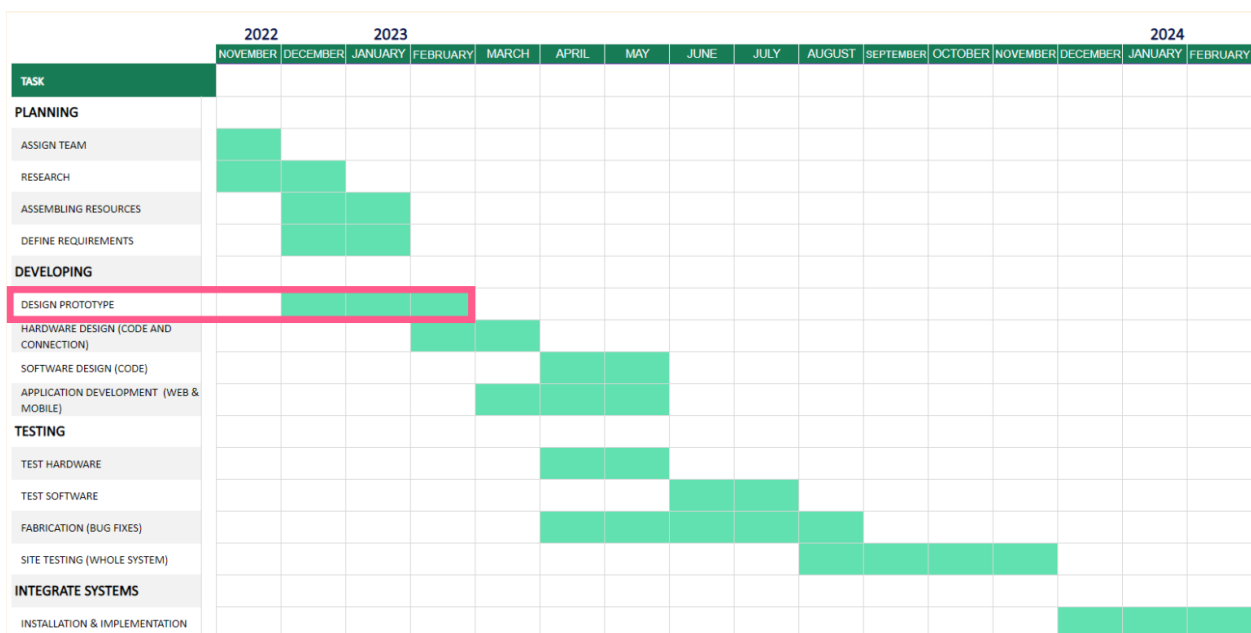 2022 2023 2024
NOVEMBER DECEMBER JANUARY FEBRUARY MARCH APRIL MAY JUNE JULY AUGUST SEPTEMBER OCTOBER NOVEMBER DECEMBER JANUARY FEBRUARY
TASK
PLANNING
ASSIGN TEAM
RESEARCH
ASSEMBLING RESOURCES
DEFINE REQUIREMENTS
DEVELOPING
DESIGN PROTOTYPE
HARDWARE DESIGN (CODE AND
CONNECTION)
SOFTWARE DESIGN (CODE)
APPLICATION DEVELOPMENT (WEB &
MOBILE)
TESTING
TEST HARDWARE
TEST SOFTWARE
FABRICATION (BUG FIXES)
SITE TESTING (WHOLE SYSTEM)
INTEGRATE SYSTEMS
INSTALLATION & IMPLEMENTATION